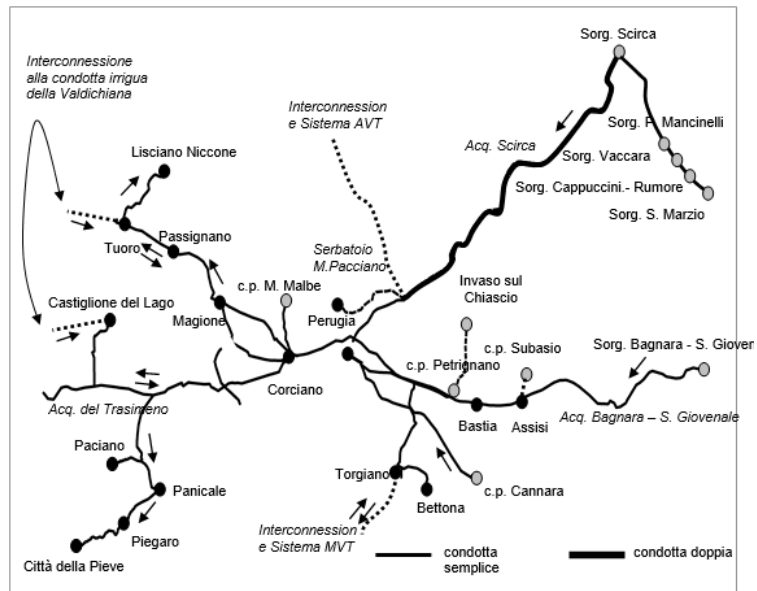 Sorg. Scirca
Interconnessione
alla condotta irrigua
della Valdichiana
Interconnession
e Sistema AVT
Sorg. F. Mancinelli
Acq. Scirca
Lisciano Niccone
Sorg. Vaccara
Sorg. Cappuccini.- Rumore
Sorg. S. Marzio
Passignano
Tuoro
Serbatoio
M.Pacciano
Invaso sul
Chiascio
c.p. M. Malbe
Castiglione del Lago
Magione
Perugia
Sorg. Bagnara - S. Giover
c.p. Subasio
c.p. Petrignano
Corciano
Acq. del Trasimeno
Bastia
Assisi
Acq. Bagnara – S. Giovenale
Paciano
Torgiano
Panicale
c.p. Cannara
Bettona
Interconnession
e Sistema MVT
Piegaro
Città della Pieve
condotta
semplice
condotta doppia